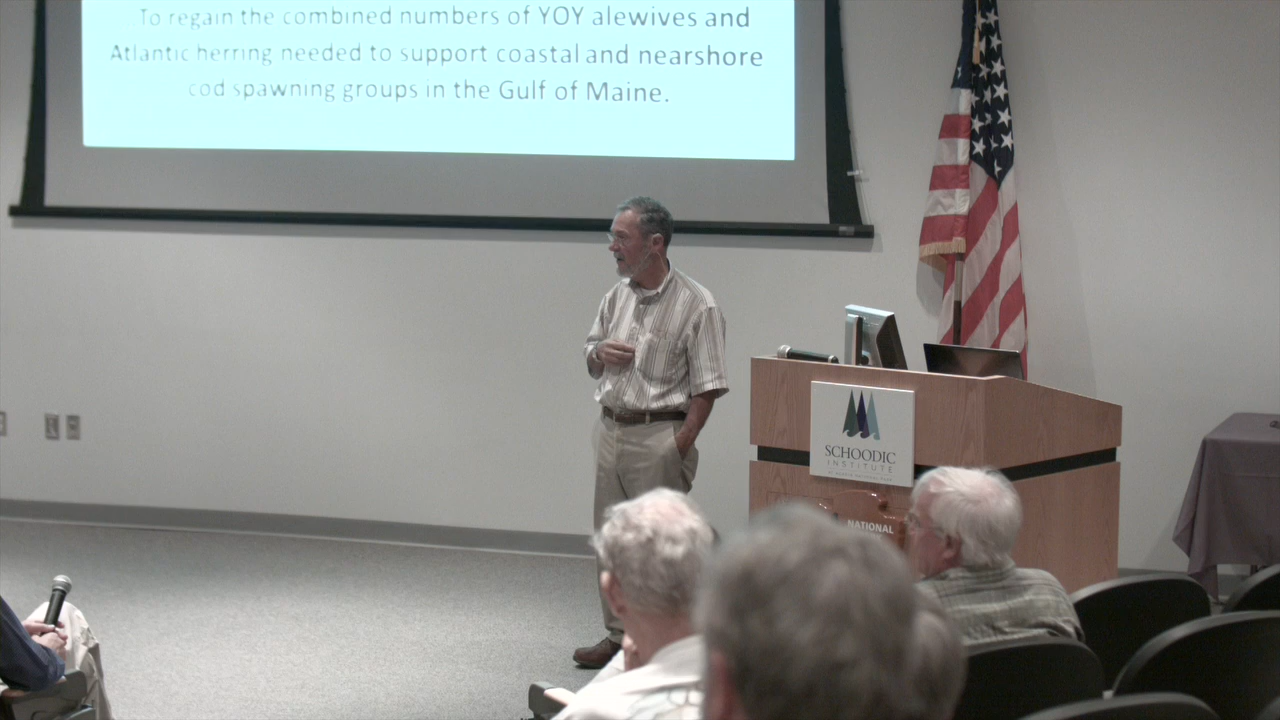 To regain the combined numbers of YOY alewives and
Atlantic herring needed to support coastal and nearshore
cod spawning groups in the Gulf of Maine.
SCHOODIC
INSTITUTE
NATIONAL